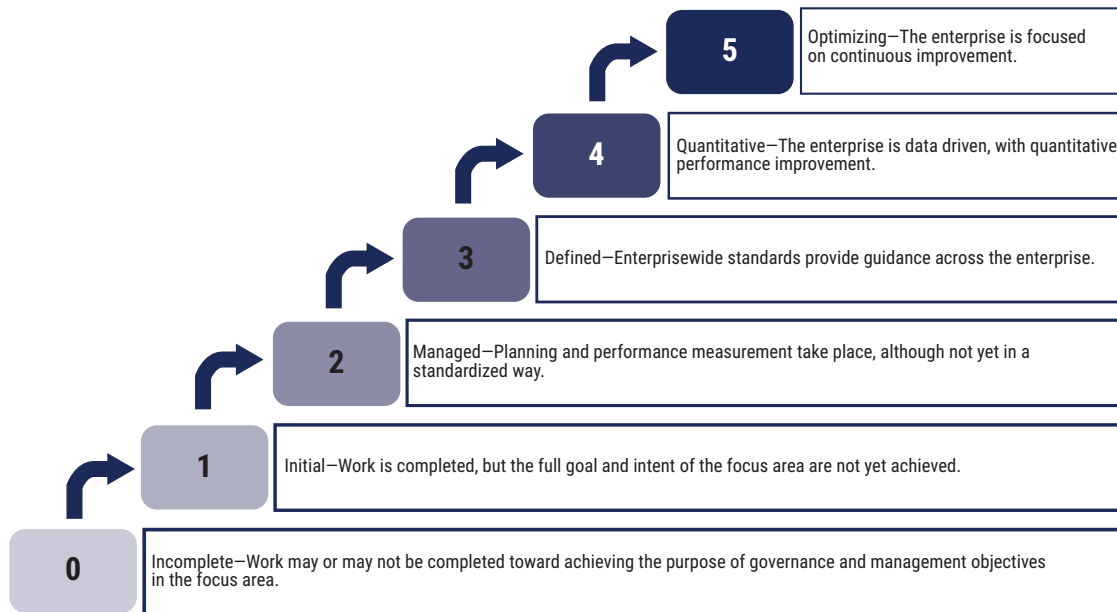 5
Optimizing—The enterprise is focused
on continuous improvement.
4
Quantitative—The enterprise is data driven, with quantitative
performance improvement.
3
Defined—Enterprisewide standards provide guidance across the enterprise.
2
Managed—Planning and performance measurement take place, although not yet in a
standardized way.
1
Initial—Work is completed, but the full goal and intent of the focus area are not yet achieved.
0
Incomplete—Work may or may not be completed toward achieving the purpose of governance and management objectives
in the focus area.